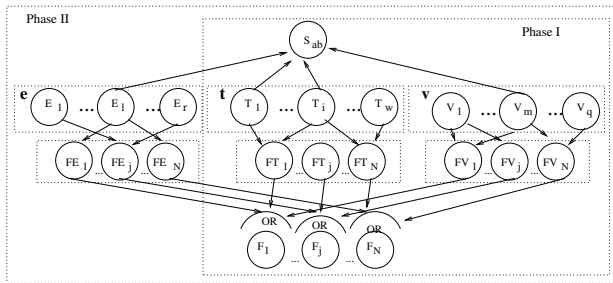 Phase II
Phase I
S ab
e
t
v
E 1 ... E l ... E r
T 1 ... T i ... T w
V 1 ... V m ... V q
FE 1 ... FE j ... FE N
FT 1 ... FT j ... FT N
FV 1 ... FV j ... FV N
OR OR OR
F 1 ... F j ... F N